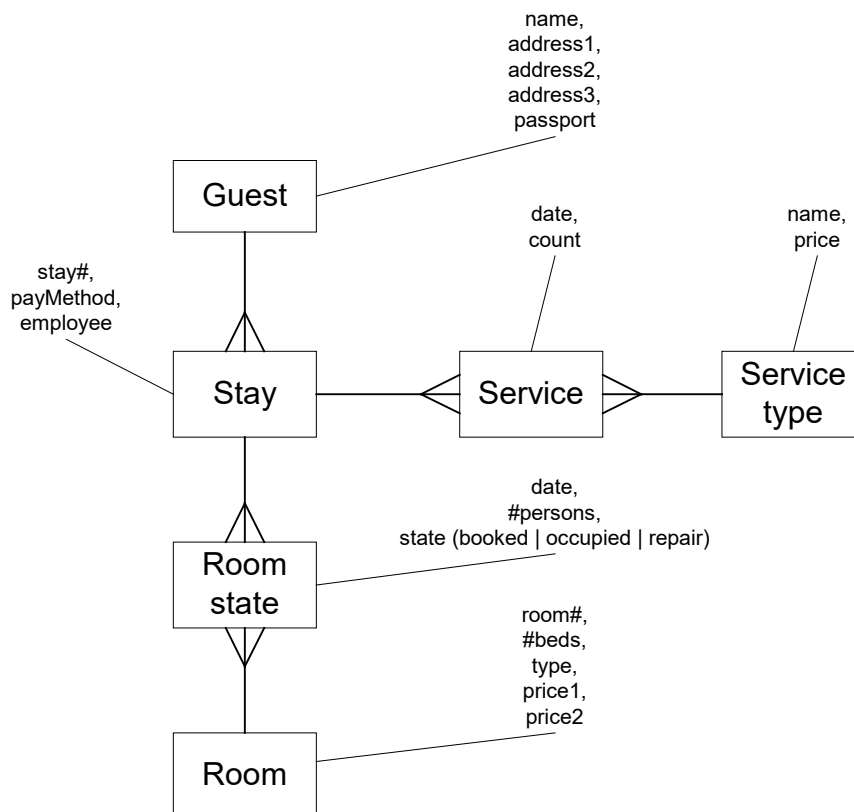 name,
address1,
address2,
address3,
passport
Guest
date,
count
name,
price
stay#,
payMethod,
employee
Stay
Service
Service
type
date,
#persons,
state (booked | occupied | repair)
Room
state
room#,
#beds,
type,
price1,
price2
Room